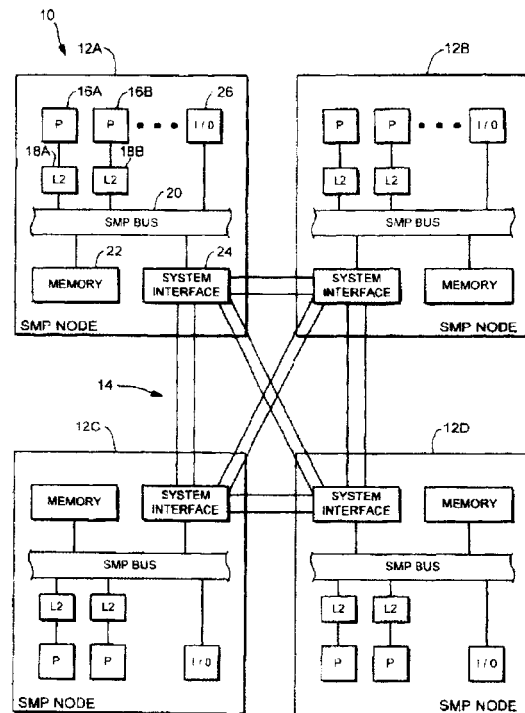 10
12A
12B
16A 16B 26
P P I/O
P P I/O
18A 18B
L2 L2
L2 L2
20
SMP BUS
SMP BUS
22 24
MEMORY SYSTEM INTERFACE
SYSTEM INTERFACE MEMORY
SMP NODE
SMP NODE
14
12C
12D
MEMORY SYSTEM INTERFACE
SYSTEM INTERFACE MEMORY
SMP BUS
SMP BUS
L2 L2
L2 L2
P P I/O
P P I/O
SMP NODE
SMP NODE